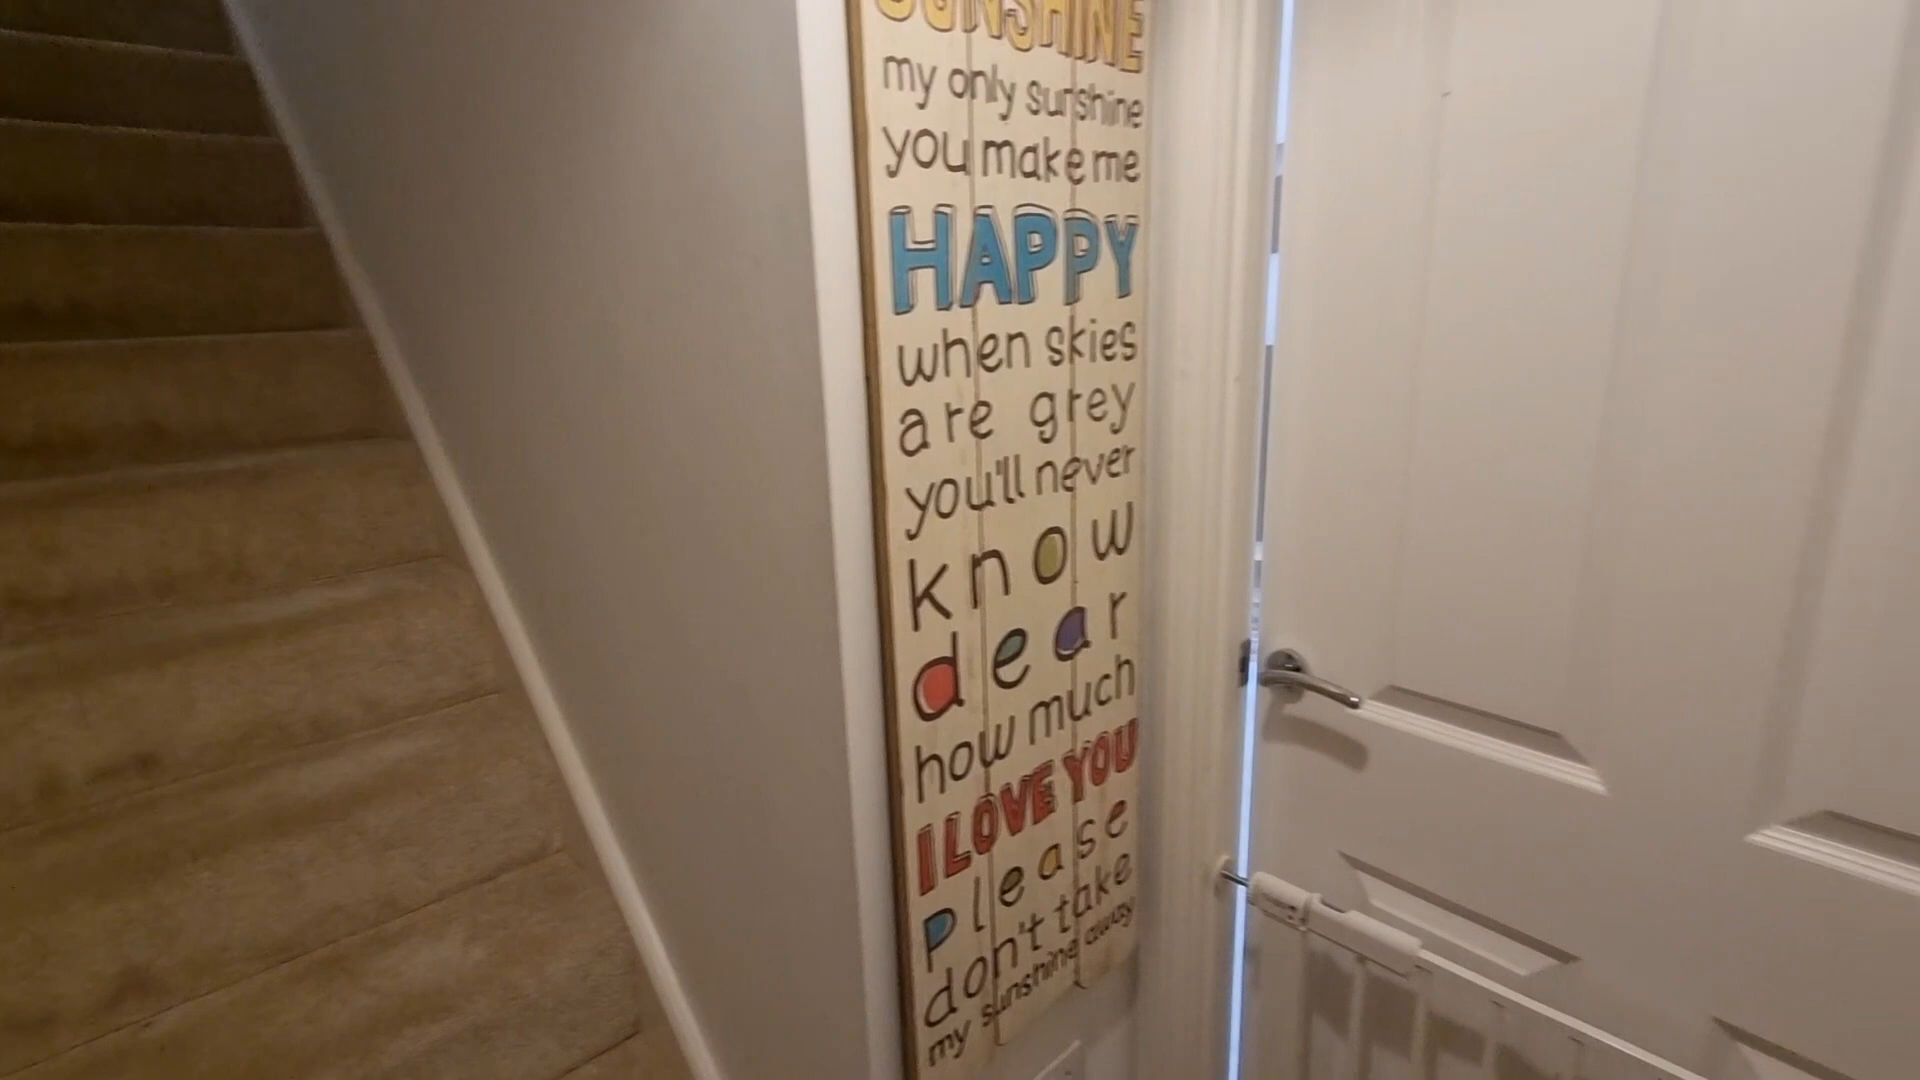 SUNSHINE
my only sunshine
you make me
HAPPY
when skies
are grey
you'll never
know
dear
how much
I LOVE YOU
Please
don't take
my sunshine away